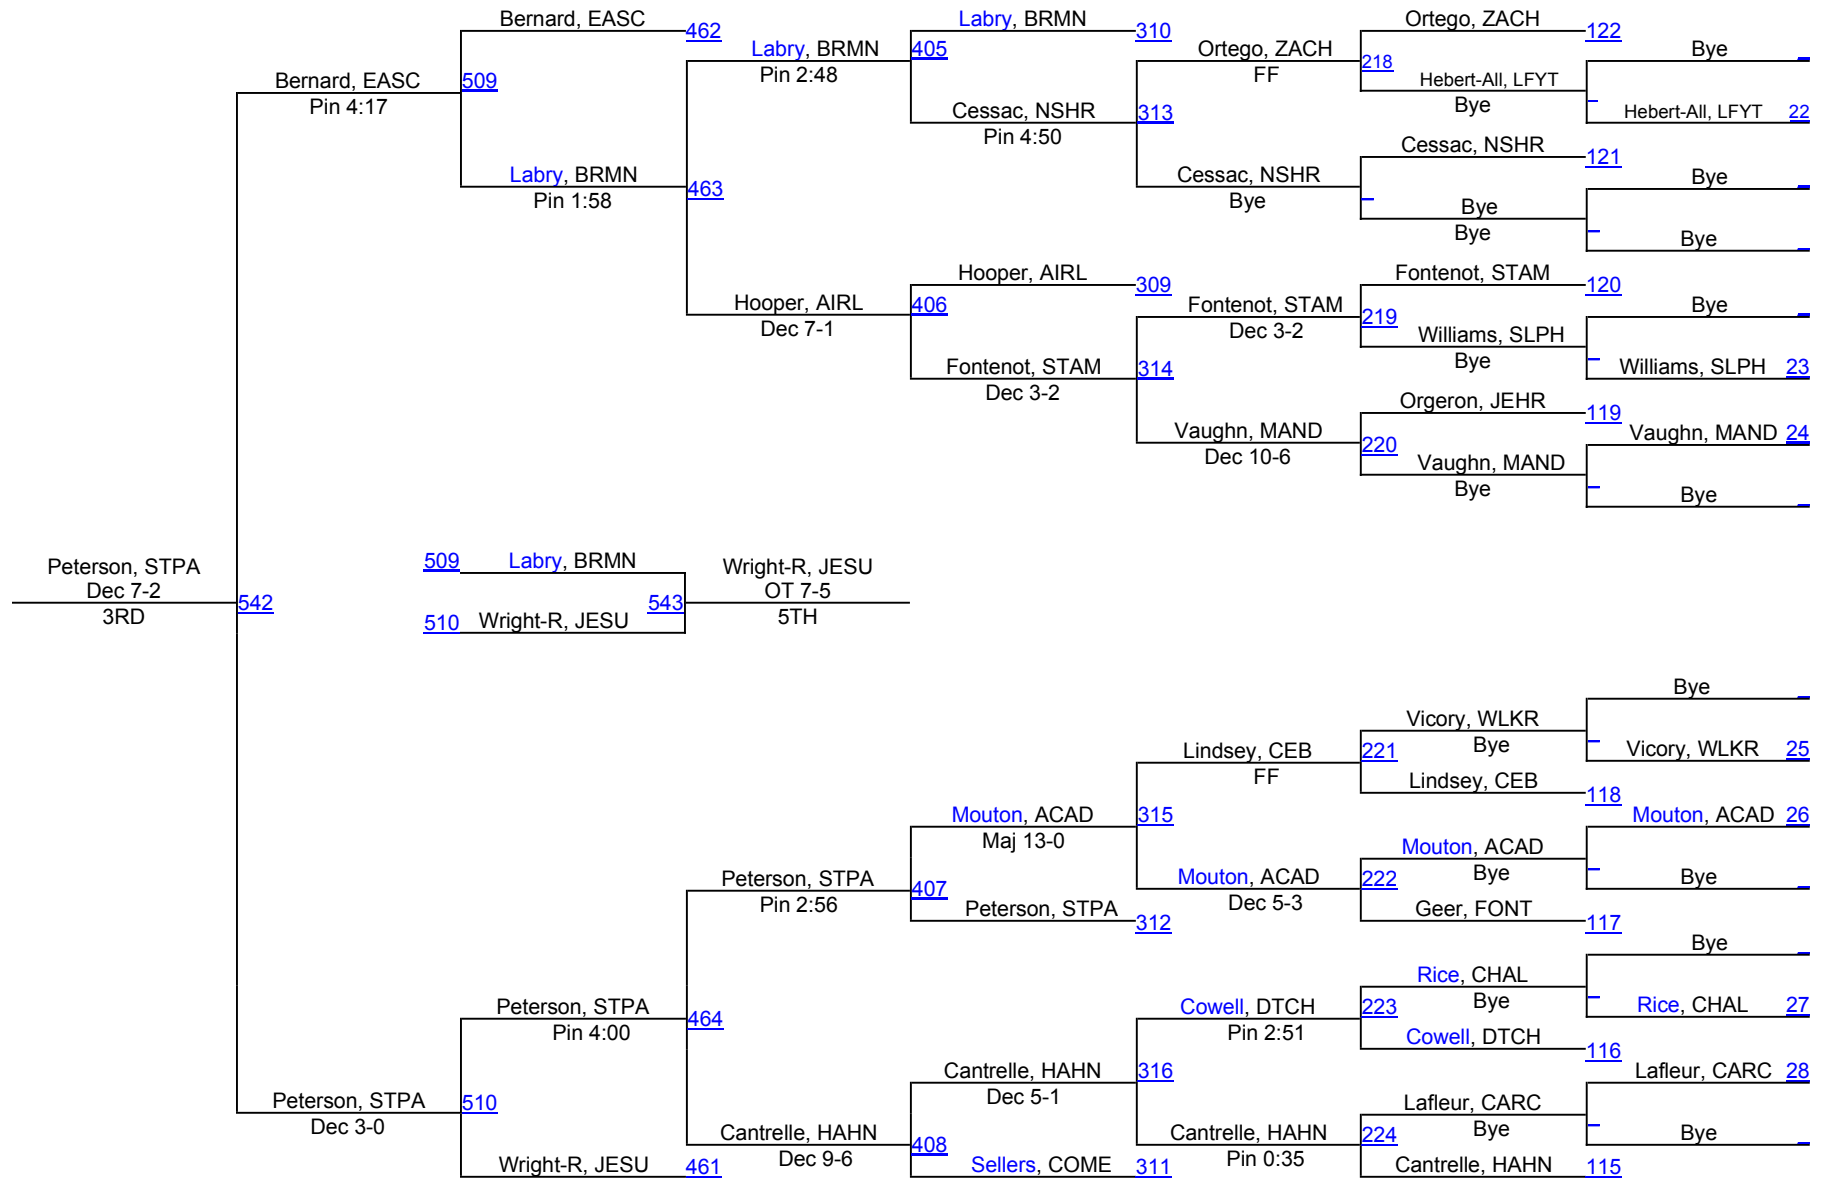 Bernard, EASC
462
Labry, BRMN
310
Ortego, ZACH
122
Labry, BRMN
Pin 2:48
405
Ortego, ZACH
FF
218
Bye
Bernard, EASC
Pin 4:17
509
Hebert-All, LFYT
Bye
Hebert-All, LFYT 22
Cessac, NSHR
Pin 4:50
313
Cessac, NSHR
121
Labry, BRMN
Pin 1:58
463
Cessac, NSHR
Bye
Bye
Bye
Bye
Bye
Hooper, AIRL
309
Fontenot, STAM
120
Hooper, AIRL
Dec 7-1
406
Fontenot, STAM
Dec 3-2
219
Bye
Williams, SLPH
Bye
Williams, SLPH 23
Fontenot, STAM
Dec 3-2
314
Orgeron, JEHR
119
Vaughn, MAND
Dec 10-6
220
Vaughn, MAND 24
Vaughn, MAND
Bye
Bye
Peterson, STPA
Dec 7-2
3RD
542
509 Labry, BRMN
510 Wright-R, JESU
543
Wright-R, JESU
OT 7-5
5TH
Bye
Vicory, WLKR
Bye
Vicory, WLKR 25
Lindsey, CEB
FF
221
Lindsey, CEB
118
Mouton, ACAD
Maj 13-0
315
Mouton, ACAD 26
Mouton, ACAD
Bye
Bye
Mouton, ACAD
Dec 5-3
222
Peterson, STPA
Pin 2:56
407
Peterson, STPA
312
Geer, FONT
117
Bye
Rice, CHAL
Bye
Rice, CHAL 27
Peterson, STPA
Pin 4:00
464
Cowell, DTCH
Pin 2:51
223
Cowell, DTCH
116
Cantrelle, HAHN
Dec 5-1
316
Lafleur, CARC 28
Peterson, STPA
Dec 3-0
510
Lafleur, CARC
Bye
Bye
Cantrelle, HAHN
Dec 9-6
408
Cantrelle, HAHN
Pin 0:35
224
Wright-R, JESU
461
Sellers, COME
311
Cantrelle, HAHN
115